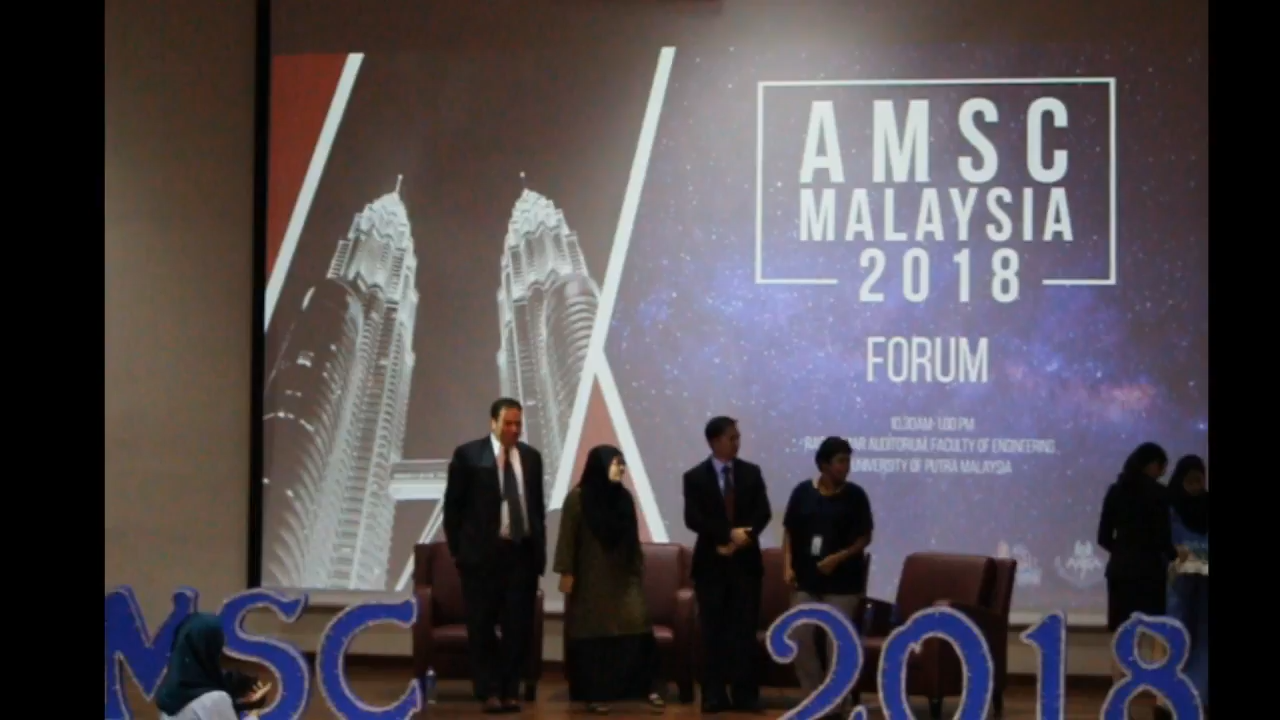 AMSC
MALAYSIA
2018
FORUM
10.30AM-1.00 PM
AUDITORIUM, FACULTY OF ENGINEERING,
UNIVERSITY OF PUTRA MALAYSIA
MSC 2018